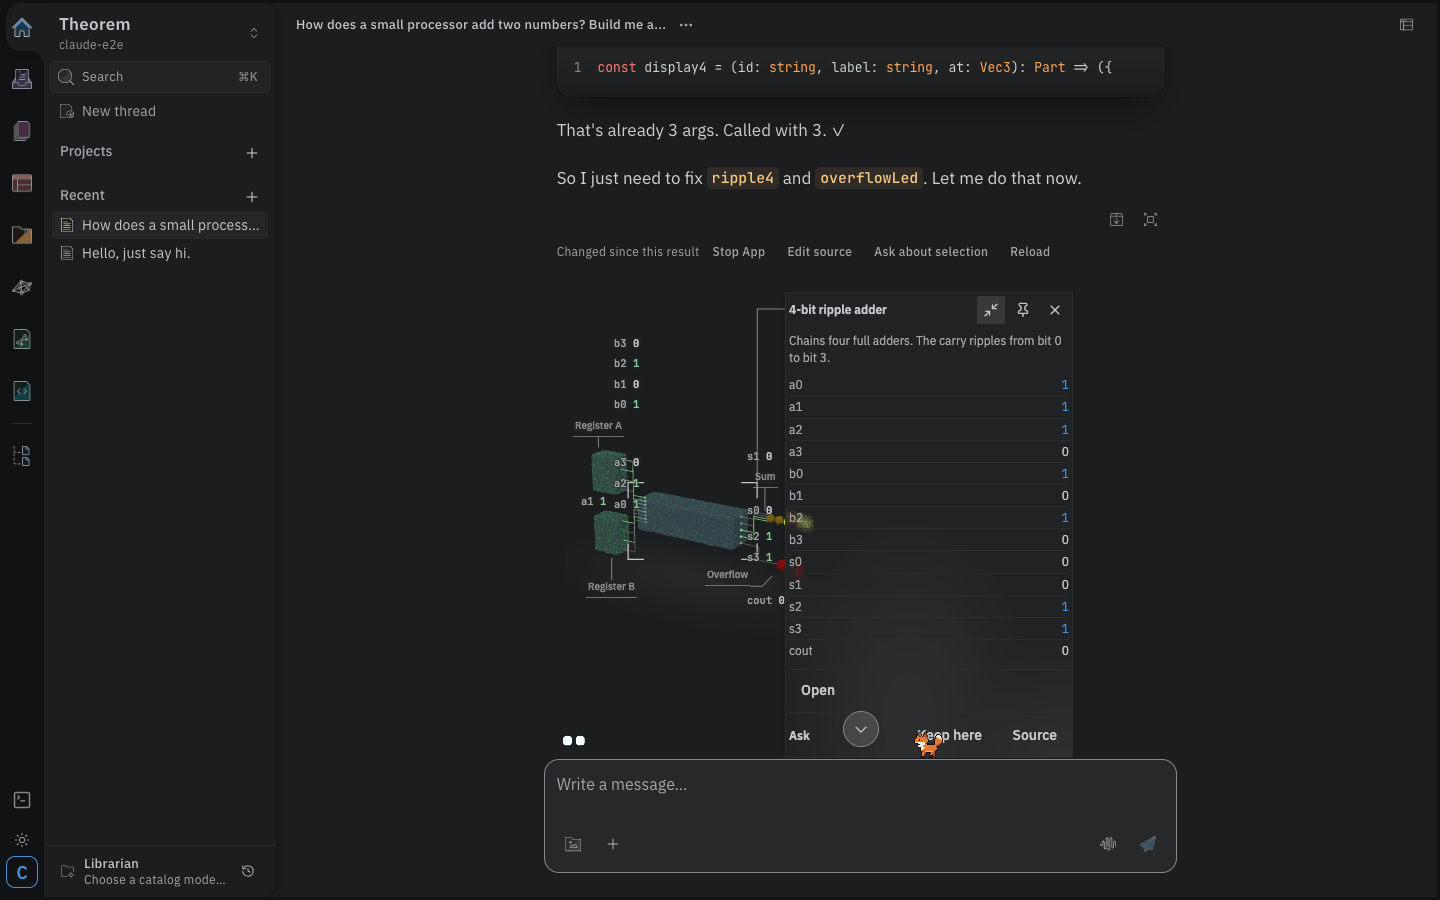 Theorem
claude-e2e
Search ⌘K
New thread
Projects
Recent
How does a small process...
Hello, just say hi.
Librarian
Choose a catalog mode...
C
How does a small processor add two numbers? Build me a... ···
1 const display4 = (id: string, label: string, at: Vec3): Part => ({
That's already 3 args. Called with 3. ✓
So I just need to fix ripple4 and overflowLed. Let me do that now.
Changed since this result Stop App Edit source Ask about selection Reload
b3 0
b2 1
b1 0
b0 1
Register A
a3 0
a2 1
a1 1 a0 1
Register B
s1 0
Sum
s0 0
s2 1
s3 1
Overflow
cout 0
4-bit ripple adder
Chains four full adders. The carry ripples from bit 0
to bit 3.
a0 1
a1 1
a2 1
a3 0
b0 1
b1 0
b2 1
b3 0
s0 0
s1 0
s2 1
s3 1
cout 0
Open
Ask Keep here Source
Write a message...